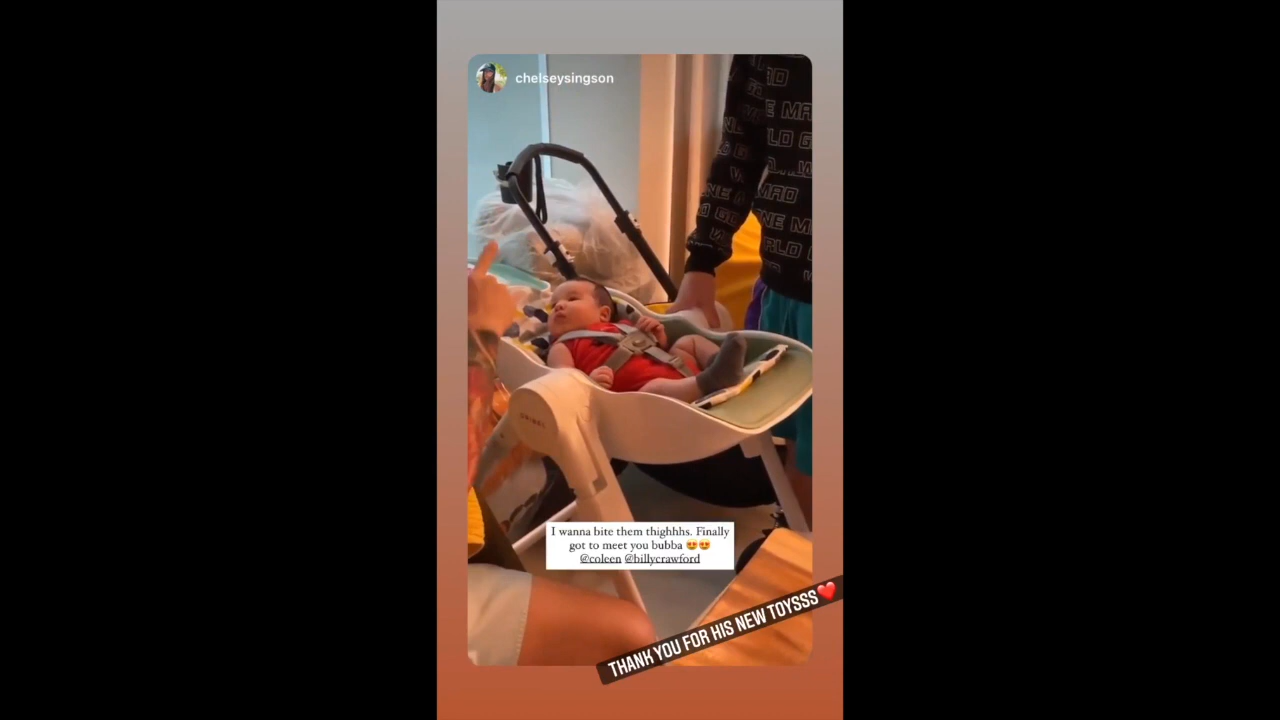 chelseysingson
I wanna bite them thighhhs. Finally
got to meet you bubba 😍😍
@coleen @billycrawford
THANK YOU FOR HIS NEW TOYSSS❤️